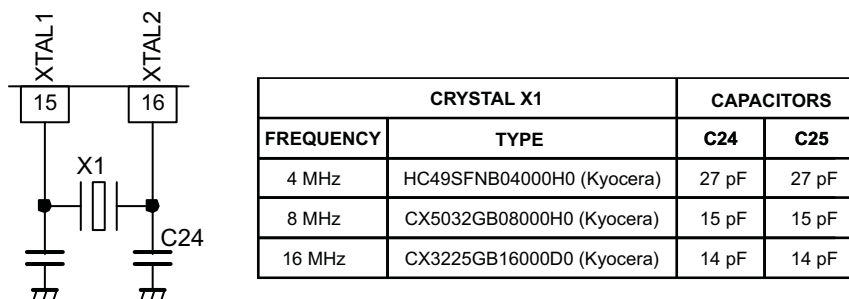 XTAL1
XTAL2
15
16
X1
C24
CRYSTAL X1 CAPACITORS
FREQUENCY TYPE C24 C25
4 MHz HC49SFNB04000H0 (Kyocera) 27 pF 27 pF
8 MHz CX5032GB08000H0 (Kyocera) 15 pF 15 pF
16 MHz CX3225GB16000D0 (Kyocera) 14 pF 14 pF